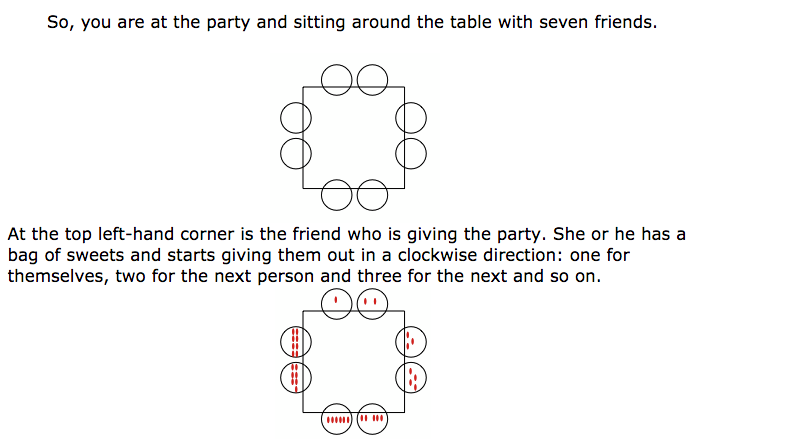 So, you are at the party and sitting around the table with seven friends.
At the top left-hand corner is the friend who is giving the party. She or he has a
bag of sweets and starts giving them out in a clockwise direction: one for
themselves, two for the next person and three for the next and so on.